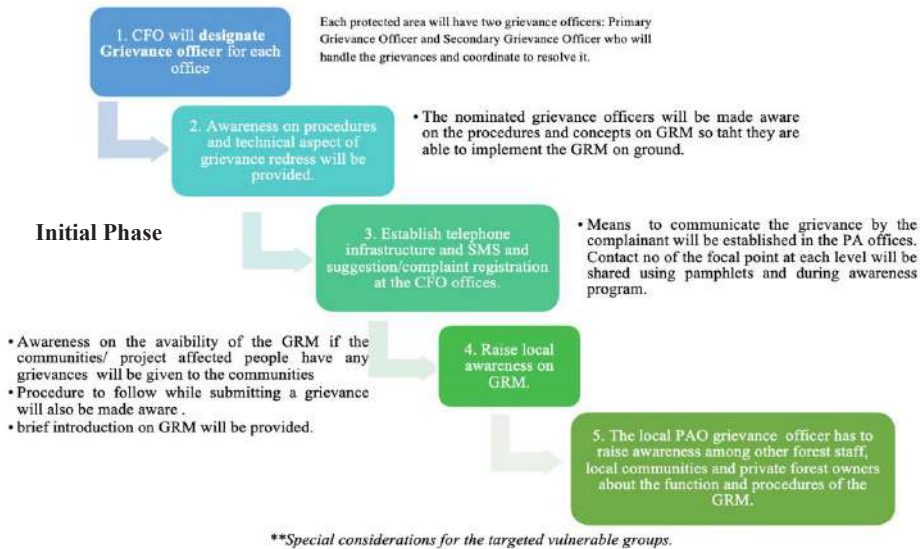 1. CFO will designate
Grievance officer for each
office
Each protected area will have two grievance officers: Primary
Grievance Officer and Secondary Grievance Officer who will
handle the grievances and coordinate to resolve it.
2. Awareness on procedures
and technical aspect of
grievance redress will be
provided.
• The nominated grievance officers will be made aware
on the procedures and concepts on GRM so taht they are
able to implement the GRM on ground.
Initial Phase
3. Establish telephone
infrastructure and SMS and
suggestion/complaint registration
at the CFO offices.
• Means to communicate the grievance by the
complainant will be established in the PA offices.
Contact no of the focal point at each level will be
shared using pamphlets and during awareness
program.
• Awareness on the avaibility of the GRM if the
communities/ project affected people have any
grievances will be given to the communities
• Procedure to follow while submitting a grievance
will also be made aware .
• brief introduction on GRM will be provided.
4. Raise local
awareness on
GRM.
5. The local PAO grievance officer has to
raise awareness among other forest staff,
local communities and private forest owners
about the function and procedures of the
GRM.
**Special considerations for the targeted vulnerable groups.